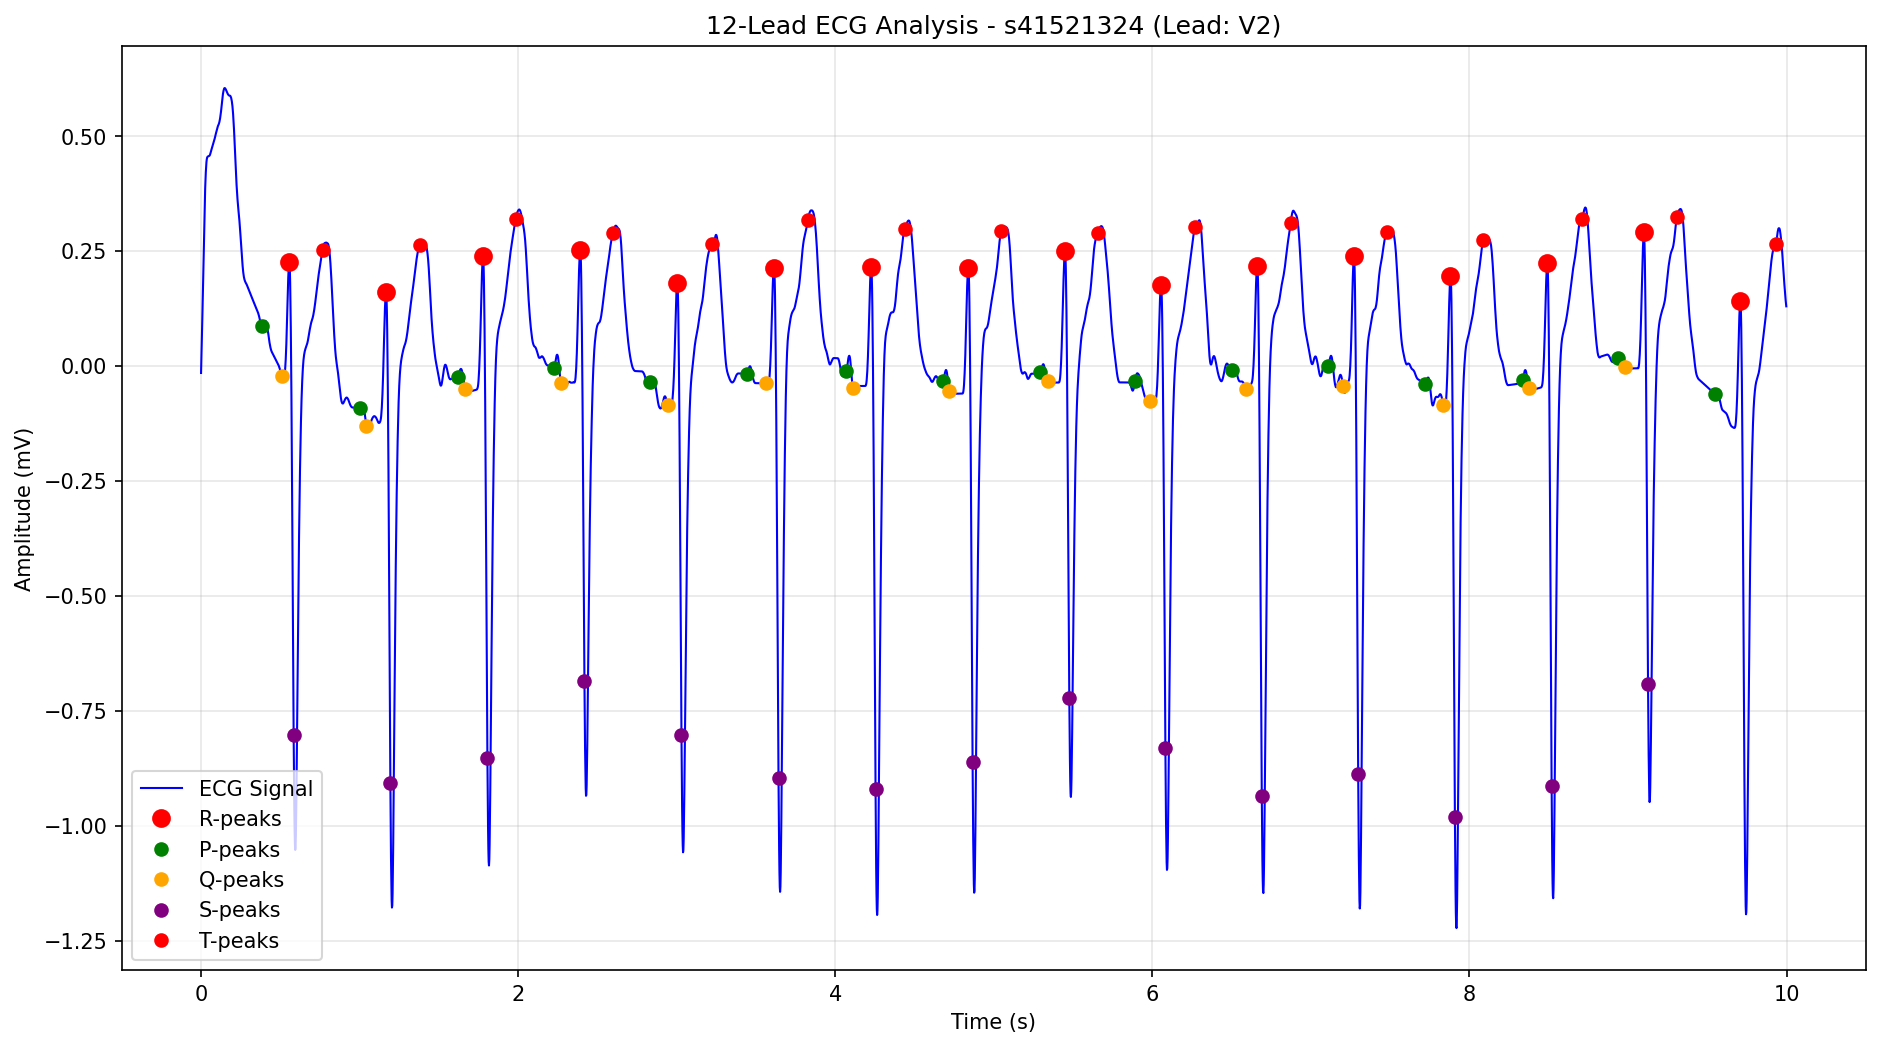 12-Lead ECG Analysis - s41521324 (Lead: V2)
Amplitude (mV)
0.50
0.25
0.00
−0.25
−0.50
−0.75
−1.00
−1.25
ECG Signal
R-peaks
P-peaks
Q-peaks
S-peaks
T-peaks
0 2 4 6 8 10
Time (s)